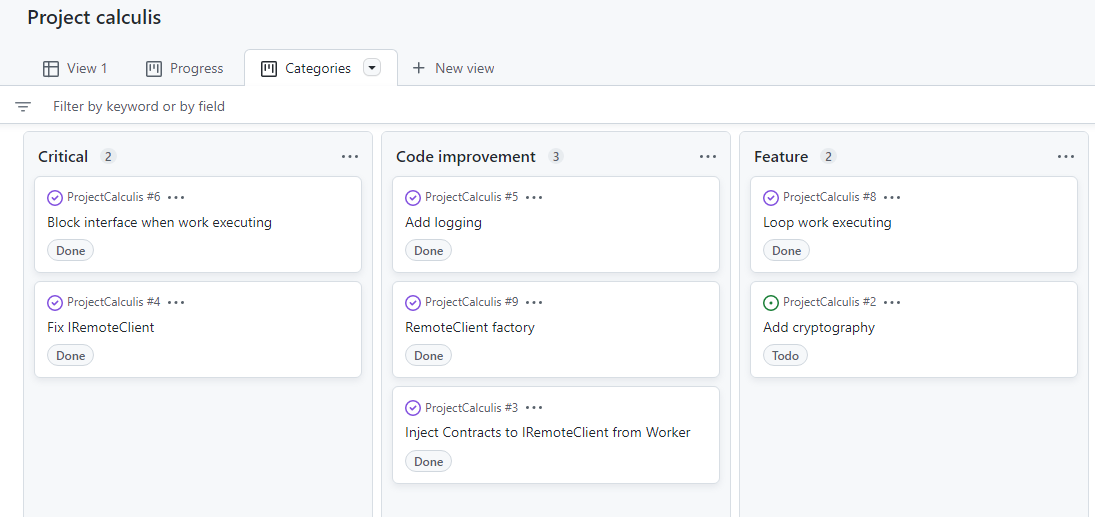 Project calculis
View 1
Progress
Categories
New view
Filter by keyword or by field
Critical 2
ProjectCalculis #6
Block interface when work executing
Done
ProjectCalculis #4
Fix IRemoteClient
Done
Code improvement 3
ProjectCalculis #5
Add logging
Done
ProjectCalculis #9
RemoteClient factory
Done
ProjectCalculis #3
Inject Contracts to IRemoteClient from Worker
Done
Feature 2
ProjectCalculis #8
Loop work executing
Done
ProjectCalculis #2
Add cryptography
Todo